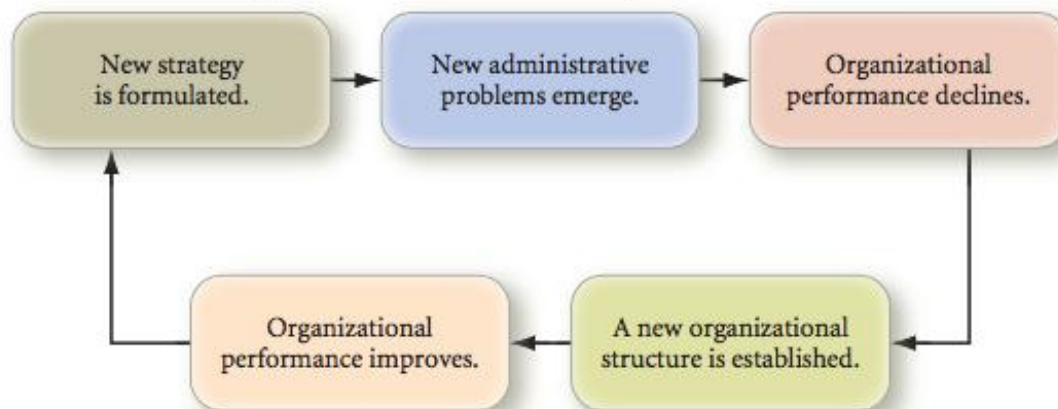 New strategy
is formulated.
New administrative
problems emerge.
Organizational
performance declines.
A new organizational
structure is established.
Organizational
performance improves.